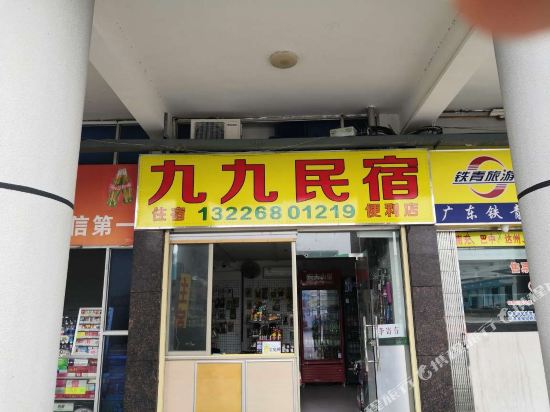 九九民宿
住宿 13226801219 便利店
信第一
铁青旅游
广东铁青